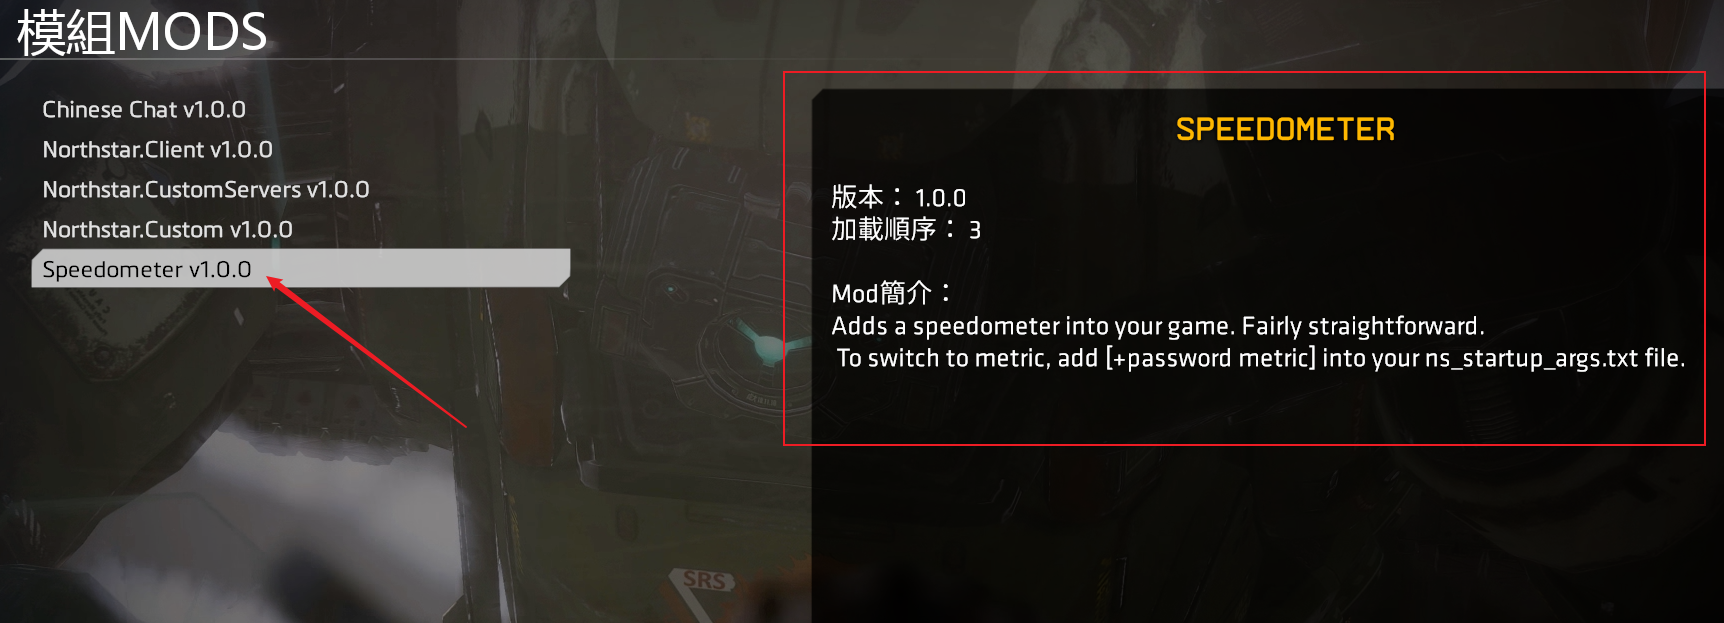 模組MODS
Chinese Chat v1.0.0
Northstar.Client v1.0.0
Northstar.CustomServers v1.0.0
Northstar.Custom v1.0.0
Speedometer v1.0.0
SPEEDOMETER
版本： 1.0.0
加載順序： 3
Mod簡介：
Adds a speedometer into your game. Fairly straightforward.
To switch to metric, add [+password metric] into your ns_startup_args.txt file.
SRS